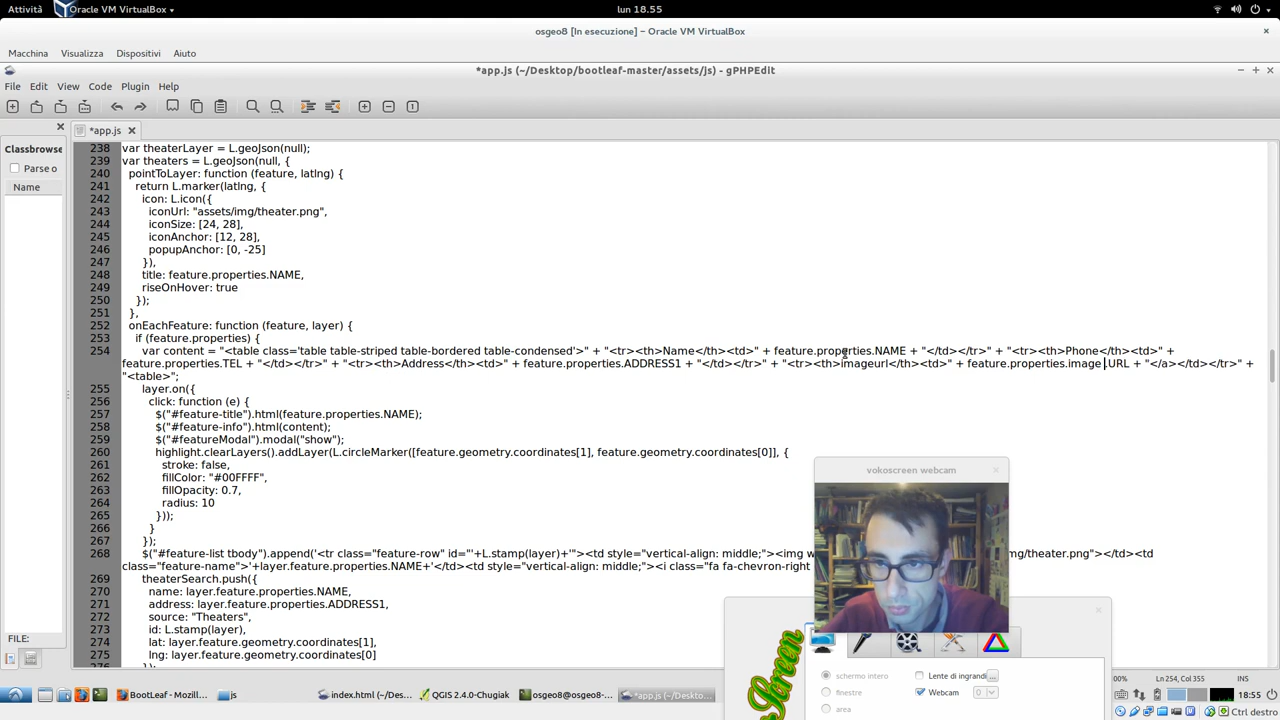 Attività Oracle VM VirtualBox lun 18.55
osgeo8 [In esecuzione] – Oracle VM VirtualBox
Macchina Visualizza Dispositivi Aiuto
*app.js (~/Desktop/bootleaf-master/assets/js) - gPHPEdit
File Edit View Code Plugin Help
*app.js
Classbrowse
Parse o
Name
238 var theaterLayer = L.geoJson(null);
239 var theaters = L.geoJson(null, {
240 pointToLayer: function (feature, latlng) {
241 return L.marker(latlng, {
242 icon: L.icon({
243 iconUrl: "assets/img/theater.png",
244 iconSize: [24, 28],
245 iconAnchor: [12, 28],
246 popupAnchor: [0, -25]
247 }),
248 title: feature.properties.NAME,
249 riseOnHover: true
250 });
251 },
252 onEachFeature: function (feature, layer) {
253 if (feature.properties) {
254 var content = "<table class='table table-striped table-bordered table-condensed'>" + "<tr><th>Name</th><td>" + feature.properties.NAME + "</td></tr>" + "<tr><th>Phone</th><td>" +
feature.properties.TEL + "</td></tr>" + "<tr><th>Address</th><td>" + feature.properties.ADDRESS1 + "</td></tr>" + "<tr><th>imageurl</th><td>" + feature.properties.image .URL + "</a></td></tr>" +
"<table>";
255 layer.on({
256 click: function (e) {
257 $("#feature-title").html(feature.properties.NAME);
258 $("#feature-info").html(content);
259 $("#featureModal").modal("show");
260 highlight.clearLayers().addLayer(L.circleMarker([feature.geometry.coordinates[1], feature.geometry.coordinates[0]], {
261 stroke: false,
262 fillColor: "#00FFFF",
263 fillOpacity: 0.7,
264 radius: 10
265 }));
266 }
267 });
268 $("#feature-list tbody").append('<tr class="feature-row" id="'+L.stamp(layer)+'"><td style="vertical-align: middle;"><img w mg/theater.png"></td><td
class="feature-name">'+layer.feature.properties.NAME+'</td><td style="vertical-align: middle;"><i class="fa fa-chevron-right
269 theaterSearch.push({
270 name: layer.feature.properties.NAME,
271 address: layer.feature.properties.ADDRESS1,
272 source: "Theaters",
273 id: L.stamp(layer),
274 lat: layer.feature.geometry.coordinates[1],
275 lng: layer.feature.geometry.coordinates[0]
276 });
vokoscreen webcam
schermo intero
Lente di ingrandi ...
finestre
Webcam 0
area
FILE:
00% Ln 254, Col 355 INS
BootLeaf - Mozill... js index.html (~/Des... QGIS 2.4.0-Chugiak osgeo8@osgeo8-... *app.js (~/Deskto... 18:55
Ctrl destro